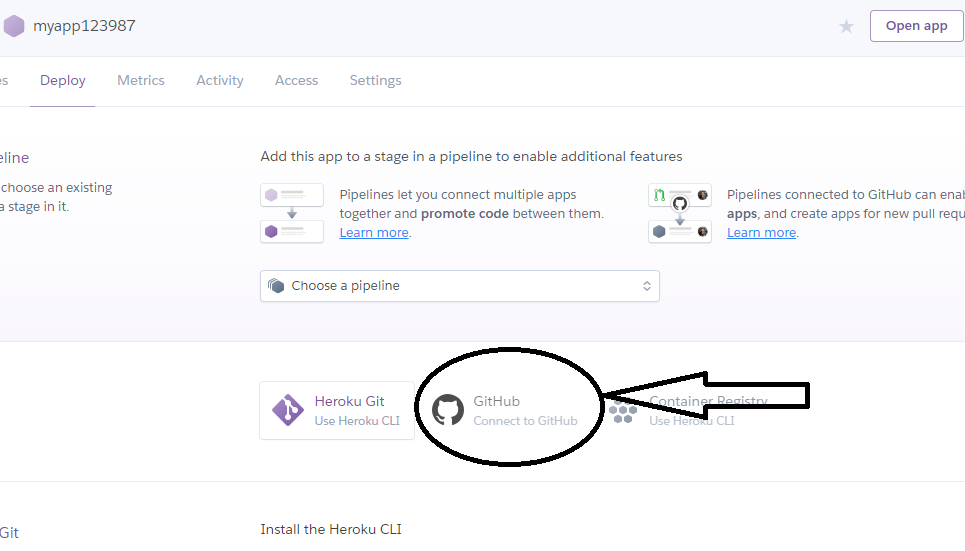 myapp123987
Open app
es
Deploy
Metrics
Activity
Access
Settings
eline
choose an existing
a stage in it.
Add this app to a stage in a pipeline to enable additional features
Pipelines let you connect multiple apps
together and promote code between them.
Learn more.
Pipelines connected to GitHub can enab
apps, and create apps for new pull requ
Learn more.
Choose a pipeline
Heroku Git
Use Heroku CLI
GitHub
Connect to GitHub
Container Registry
Use Heroku CLI
Git
Install the Heroku CLI